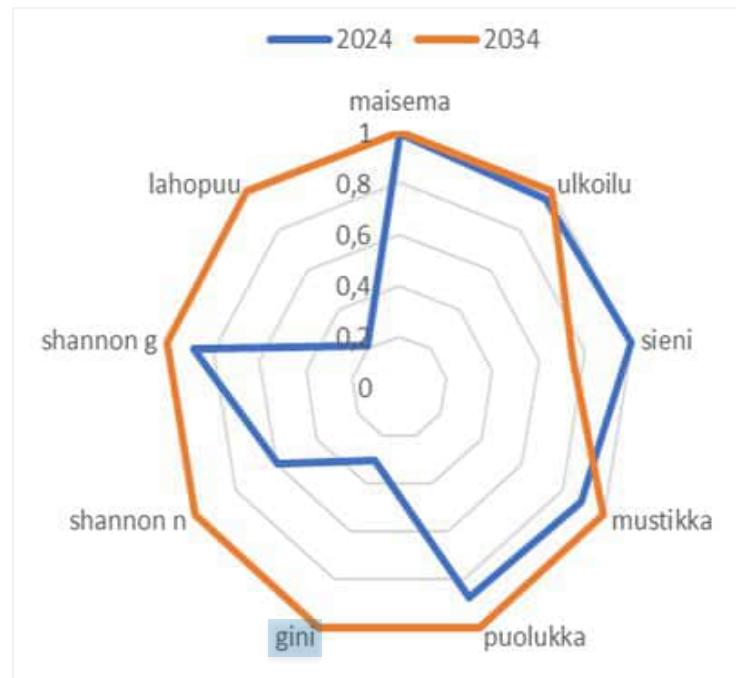 2024 2034
maisema
1
lahopuu 0,8 ulkoilu
0,6
0,4
shannon g 0,2 sieni
0
shannon n mustikka
gini puolukka